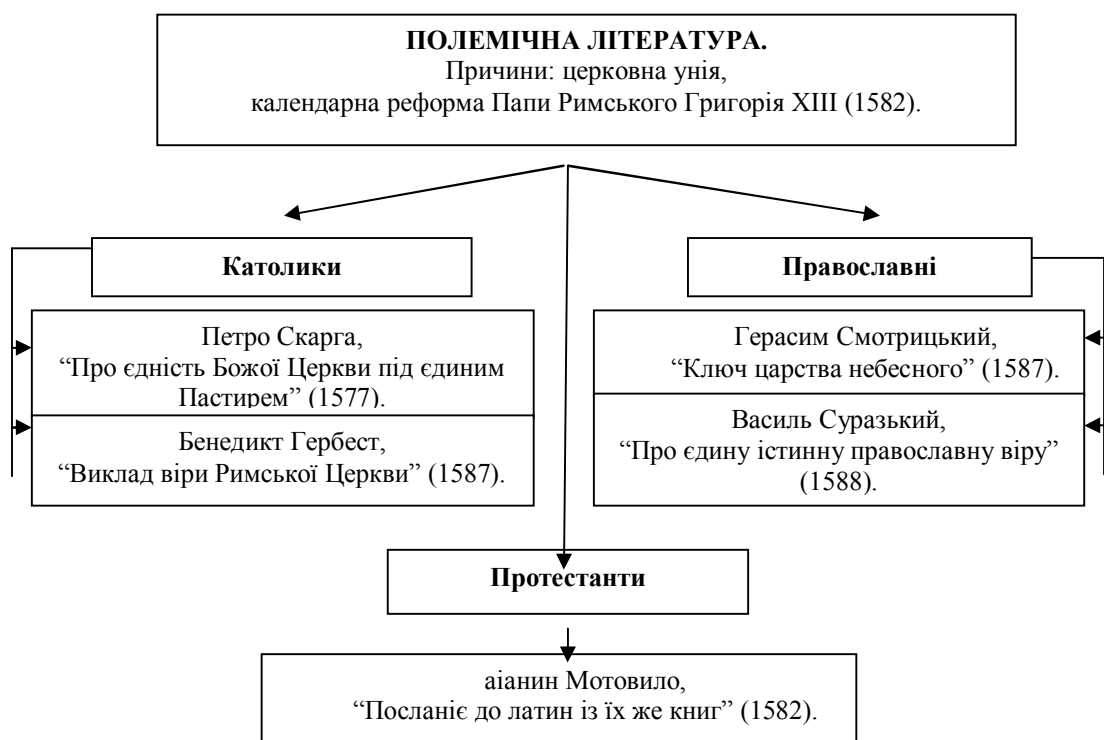 ПОЛЕМІЧНА ЛІТЕРАТУРА.
Причини: церковна унія,
календарна реформа Папи Римського Григорія XIII (1582).
Католики
Петро Скарга,
“Про єдність Божої Церкви під єдиним
Пастирем” (1577).
Бенедикт Гербест,
“Виклад віри Римської Церкви” (1587).
Православні
Герасим Смотрицький,
“Ключ царства небесного” (1587).
Василь Суразький,
“Про єдину істинну православну віру”
(1588).
Протестанти
аіанин Мотовило,
“Посланіє до латин із їх же книг” (1582).